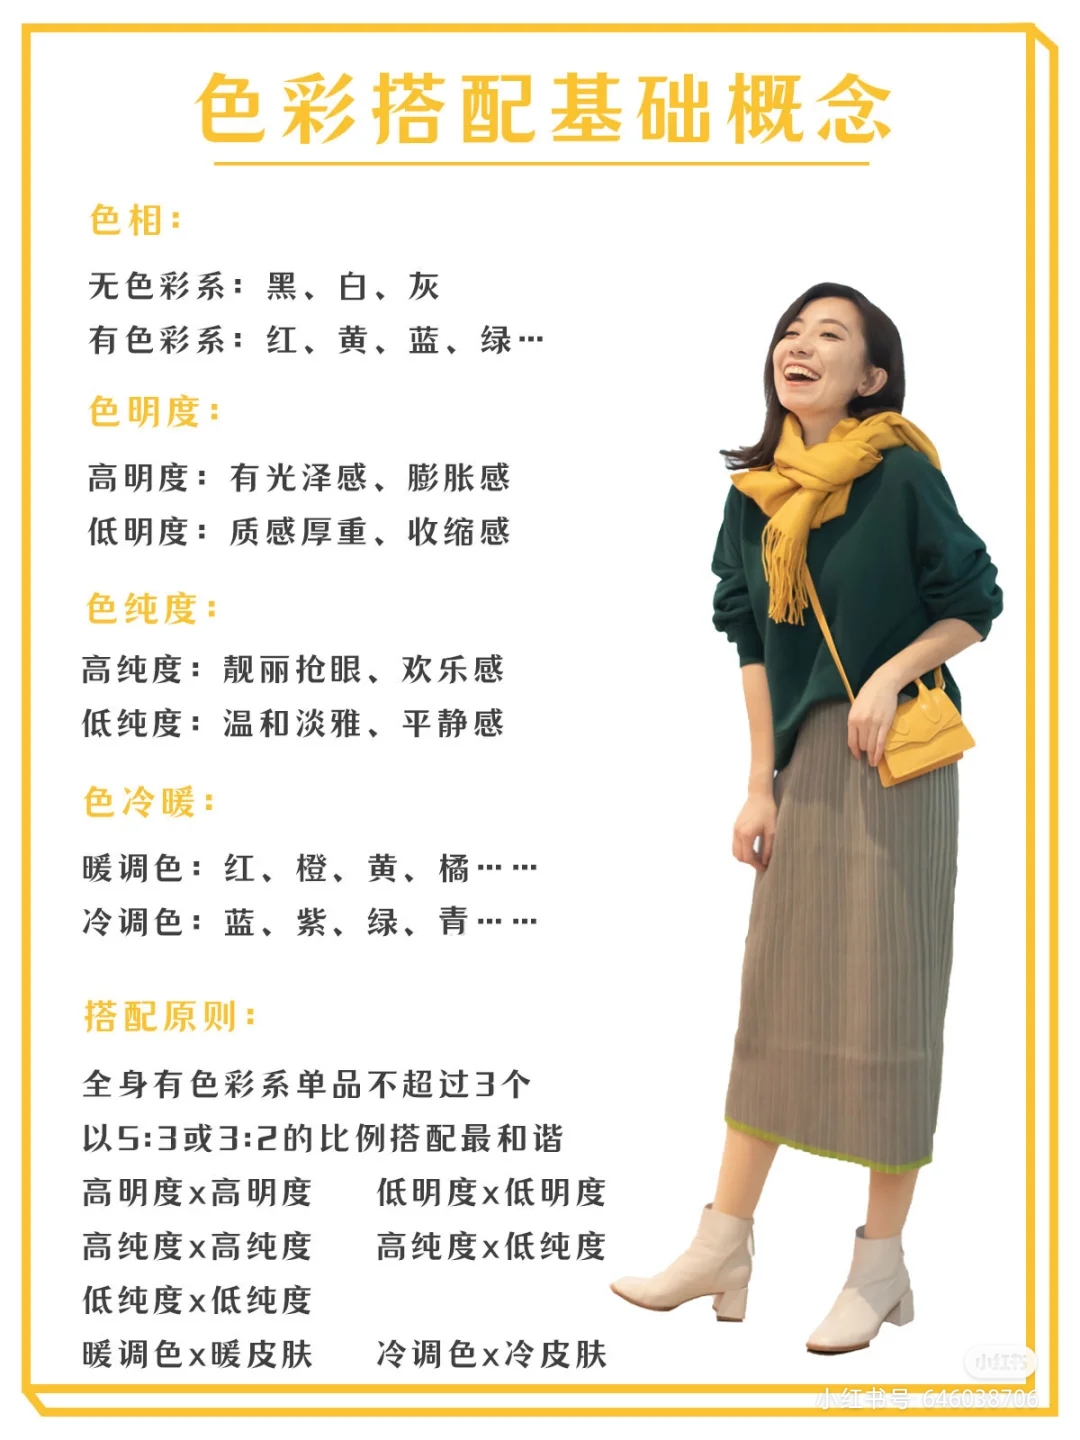 色彩搭配基础概念
色相：
无色彩系：黑、白、灰
有色彩系：红、黄、蓝、绿…
色明度：
高明度：有光泽感、膨胀感
低明度：质感厚重、收缩感
色纯度：
高纯度：靓丽抢眼、欢乐感
低纯度：温和淡雅、平静感
色冷暖：
暖调色：红、橙、黄、橘……
冷调色：蓝、紫、绿、青……
搭配原则：
全身有色彩系单品不超过3个
以5:3或3:2的比例搭配最和谐
高明度x高明度 低明度x低明度
高纯度x高纯度 高纯度x低纯度
低纯度x低纯度
暖调色x暖皮肤 冷调色x冷皮肤
小红书
小红书号 646038706